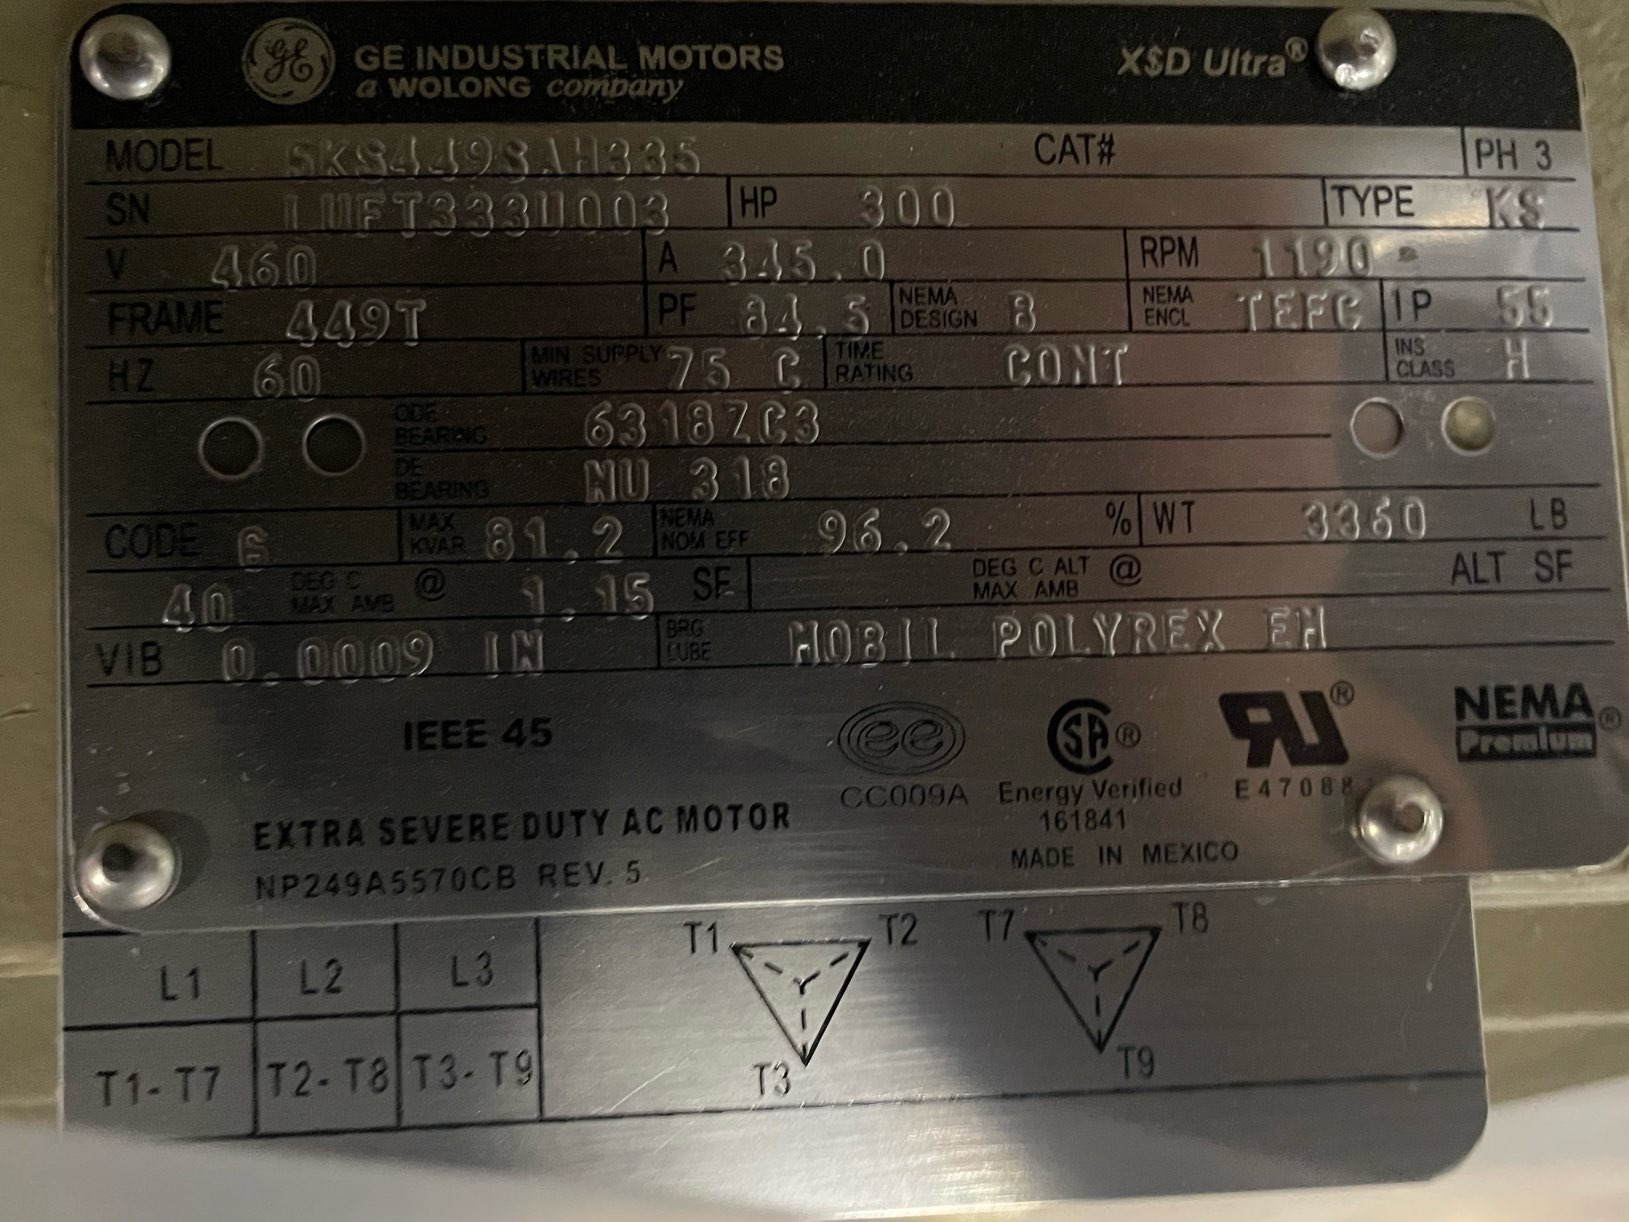 GE GE INDUSTRIAL MOTORS X$D Ultra®
a WOLONG company
MODEL 5KS449SAH335 CAT# PH 3
SN LUFT333U003 HP 300 TYPE KS
V 460 A 345.0 RPM 1190
FRAME 449T PF 84.5 NEMA DESIGN B NEMA ENCL TEFC IP 55
HZ 60 MIN SUPPLY WIRES 75 C TIME RATING CONT INS CLASS H
ODE BEARING 6318ZC3
DE BEARING NU 318
CODE G MAX KVAR 81.2 NEMA NOM EFF 96.2 % WT 3360 LB
40 DEG C MAX AMB @ 1.15 SF DEG C ALT MAX AMB @ ALT SF
VIB 0.0009 IN BRG LUBE MOBIL POLYREX EM
IEEE 45
ee
CC009A
SA®
Energy Verified
161841
RU®
E47088
NEMA
Premium®
EXTRA SEVERE DUTY AC MOTOR
NP249A5570CB REV. 5
MADE IN MEXICO
L1 L2 L3
T1-T7 T2-T8 T3-T9
T1 T2
T3
T7 T8
T9